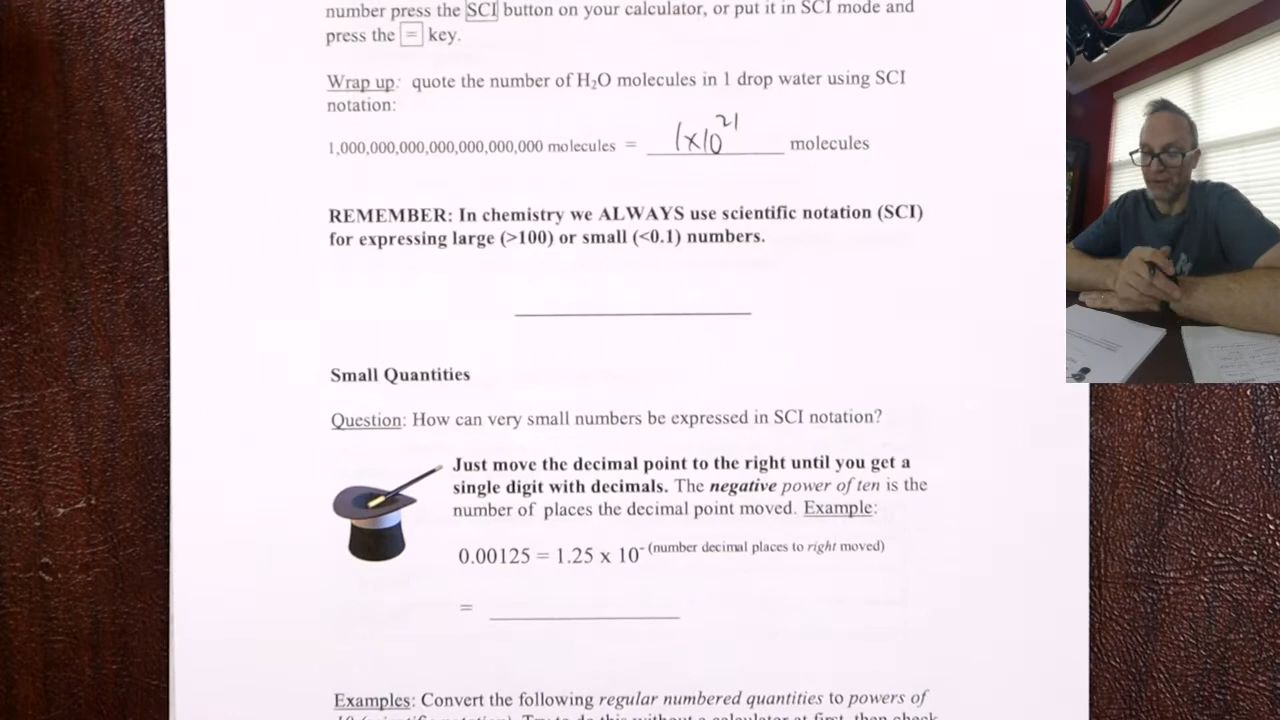 number press the SCI button on your calculator, or put it in SCI mode and
press the = key.
Wrap up: quote the number of H₂O molecules in 1 drop water using SCI
notation:
1,000,000,000,000,000,000,000 molecules = 1x10²¹ molecules
REMEMBER: In chemistry we ALWAYS use scientific notation (SCI)
for expressing large (>100) or small (<0.1) numbers.
Small Quantities
Question: How can very small numbers be expressed in SCI notation?
Just move the decimal point to the right until you get a
single digit with decimals. The negative power of ten is the
number of places the decimal point moved. Example:
0.00125 = 1.25 x 10⁻ (number decimal places to right moved)
=
Examples: Convert the following regular numbered quantities to powers of